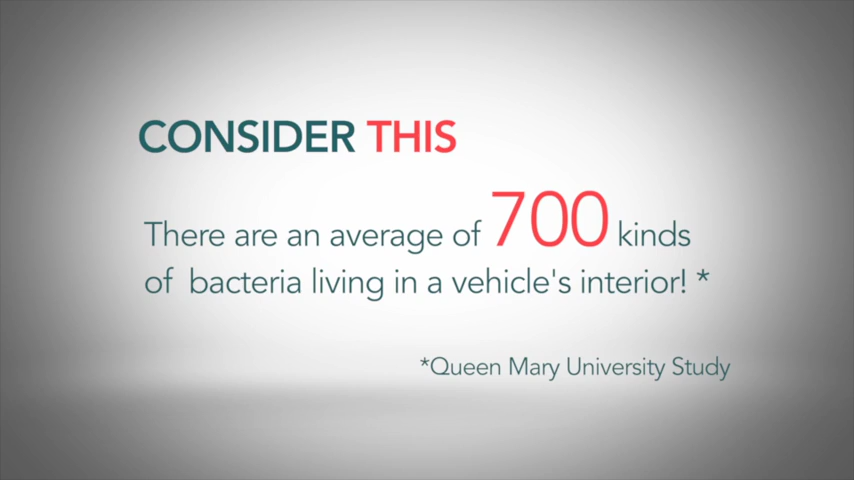 CONSIDER THIS
There are an average of 700 kinds
of bacteria living in a vehicle's interior! *
*Queen Mary University Study